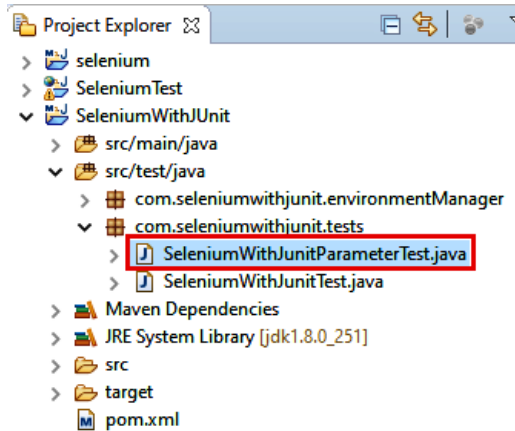 Project Explorer
selenium
SeleniumTest
SeleniumWithJUnit
src/main/java
src/test/java
com.seleniumwithjunit.environmentManager
com.seleniumwithjunit.tests
SeleniumWithJunitParameterTest.java
SeleniumWithJunitTest.java
Maven Dependencies
JRE System Library [jdk1.8.0_251]
src
target
pom.xml